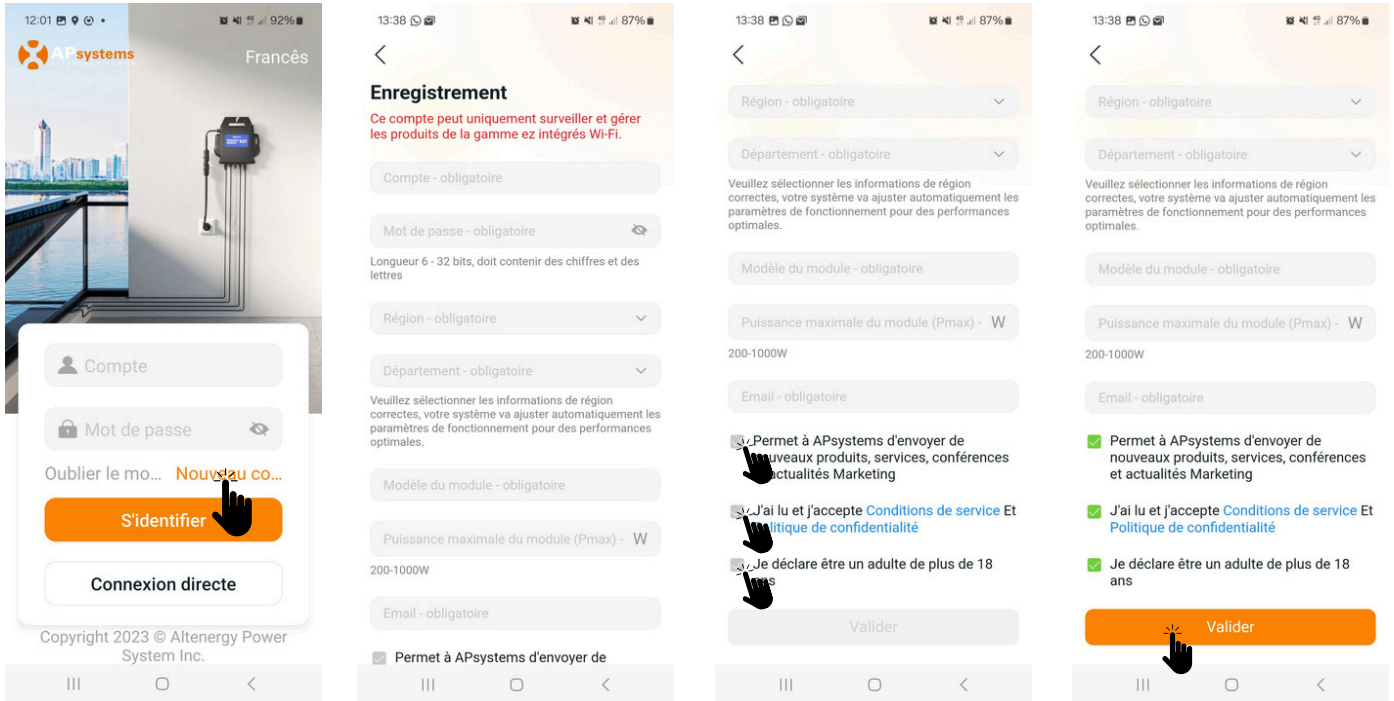 12:01
92%
APsystems
ALTENERGY POWER
Francês
Compte
Mot de passe
Oublier le mo... Nouveau co...
S'identifier
Connexion directe
Copyright 2023 © Altenergy Power
System Inc.
13:38
87%
Enregistrement
Ce compte peut uniquement surveiller et gérer
les produits de la gamme ez intégrés Wi-Fi.
Compte - obligatoire
Mot de passe - obligatoire
Longueur 6 - 32 bits, doit contenir des chiffres et des
lettres
Région - obligatoire
Département - obligatoire
Veuillez sélectionner les informations de région
correctes, votre système va ajuster automatiquement les
paramètres de fonctionnement pour des performances
optimales.
Modèle du module - obligatoire
Puissance maximale du module (Pmax) - W
200-1000W
Email - obligatoire
Permet à APsystems d'envoyer de
13:38
87%
Région - obligatoire
Département - obligatoire
Veuillez sélectionner les informations de région
correctes, votre système va ajuster automatiquement les
paramètres de fonctionnement pour des performances
optimales.
Modèle du module - obligatoire
Puissance maximale du module (Pmax) - W
200-1000W
Email - obligatoire
Permet à APsystems d'envoyer de
nouveaux produits, services, conférences
et actualités Marketing
J'ai lu et j'accepte Conditions de service Et
Politique de confidentialité
Je déclare être un adulte de plus de 18
ans
Valider
13:38
87%
Région - obligatoire
Département - obligatoire
Veuillez sélectionner les informations de région
correctes, votre système va ajuster automatiquement les
paramètres de fonctionnement pour des performances
optimales.
Modèle du module - obligatoire
Puissance maximale du module (Pmax) - W
200-1000W
Email - obligatoire
Permet à APsystems d'envoyer de
nouveaux produits, services, conférences
et actualités Marketing
J'ai lu et j'accepte Conditions de service Et
Politique de confidentialité
Je déclare être un adulte de plus de 18
ans
Valider